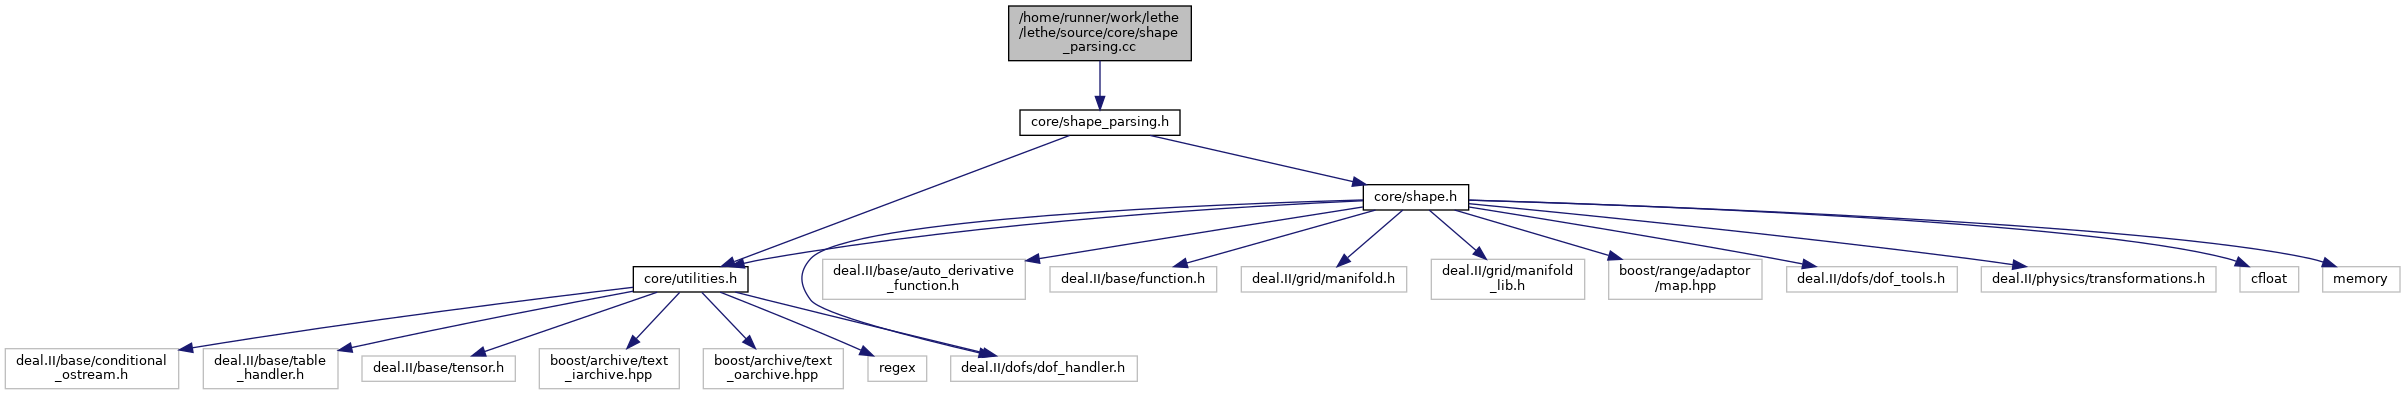 /home/runner/work/lethe
/lethe/source/core/shape
_parsing.cc
core/shape_parsing.h
core/shape.h
core/utilities.h
deal.II/base/auto_derivative
_function.h
deal.II/base/function.h
deal.II/grid/manifold.h
deal.II/grid/manifold
_lib.h
boost/range/adaptor
/map.hpp
deal.II/dofs/dof_tools.h
deal.II/physics/transformations.h
cfloat
memory
deal.II/base/conditional
_ostream.h
deal.II/base/table
_handler.h
deal.II/base/tensor.h
boost/archive/text
_iarchive.hpp
boost/archive/text
_oarchive.hpp
regex
deal.II/dofs/dof_handler.h